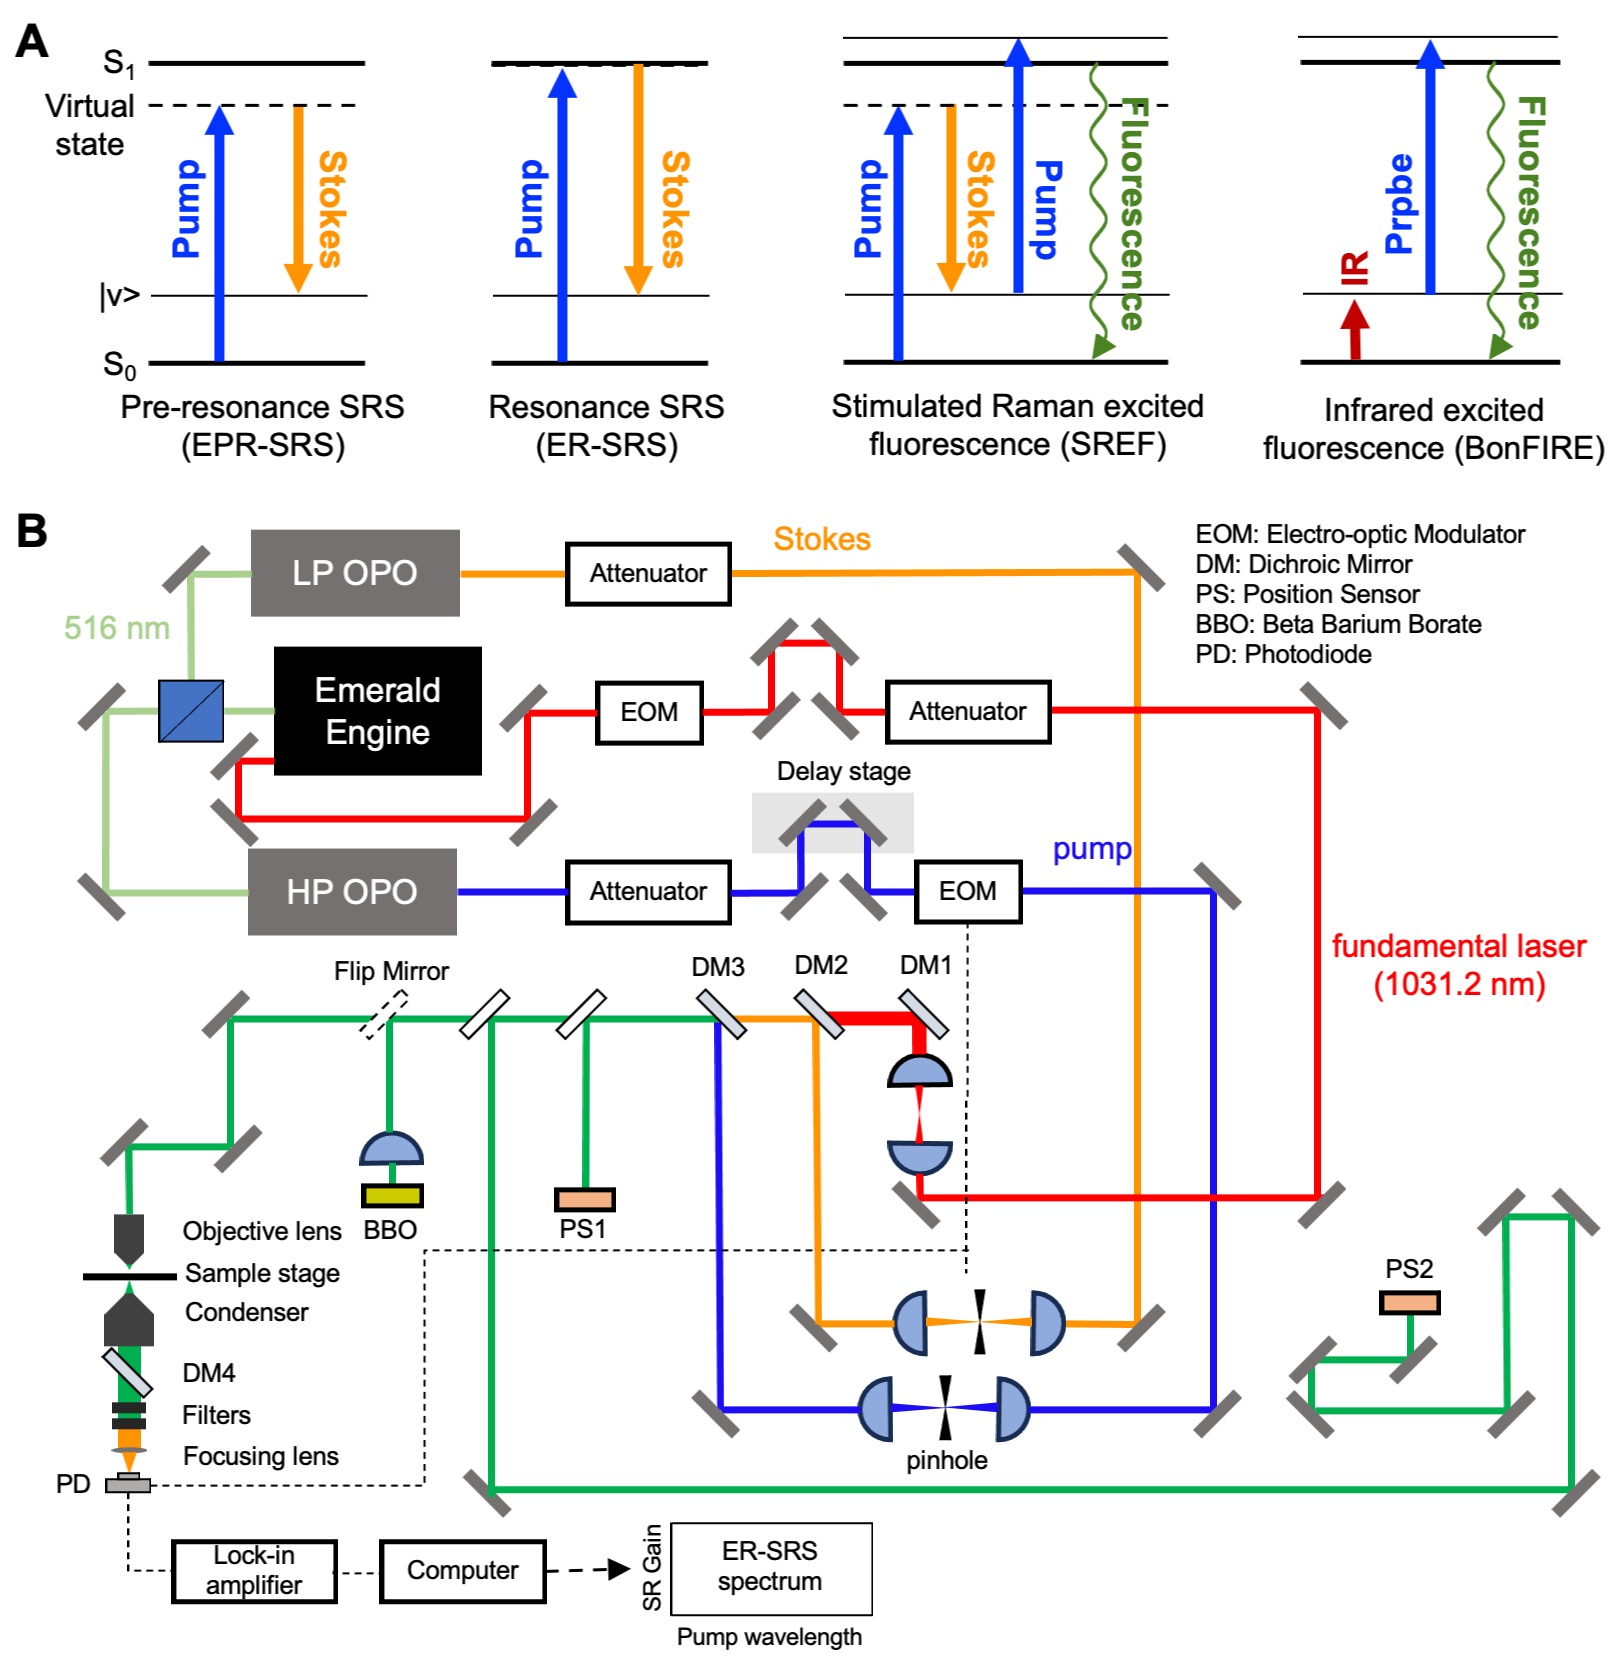 A
S1
Virtual
state
|v>
S0
Pump
Stokes
Pump
Stokes
Pump
Stokes
Pump
Fluorescence
IR
Prpbe
Fluorescence
Pre-resonance SRS
(EPR-SRS)
Resonance SRS
(ER-SRS)
Stimulated Raman excited
fluorescence (SREF)
Infrared excited
fluorescence (BonFIRE)
B
EOM: Electro-optic Modulator
DM: Dichroic Mirror
PS: Position Sensor
BBO: Beta Barium Borate
PD: Photodiode
LP OPO
Attenuator
Stokes
516 nm
Emerald
Engine
EOM
Attenuator
Delay stage
HP OPO
Attenuator
EOM
pump
fundamental laser
(1031.2 nm)
Flip Mirror
DM3
DM2
DM1
BBO
PS1
PS2
Objective lens
Sample stage
Condenser
DM4
Filters
Focusing lens
PD
pinhole
Lock-in
amplifier
Computer
SR Gain
ER-SRS
spectrum
Pump wavelength